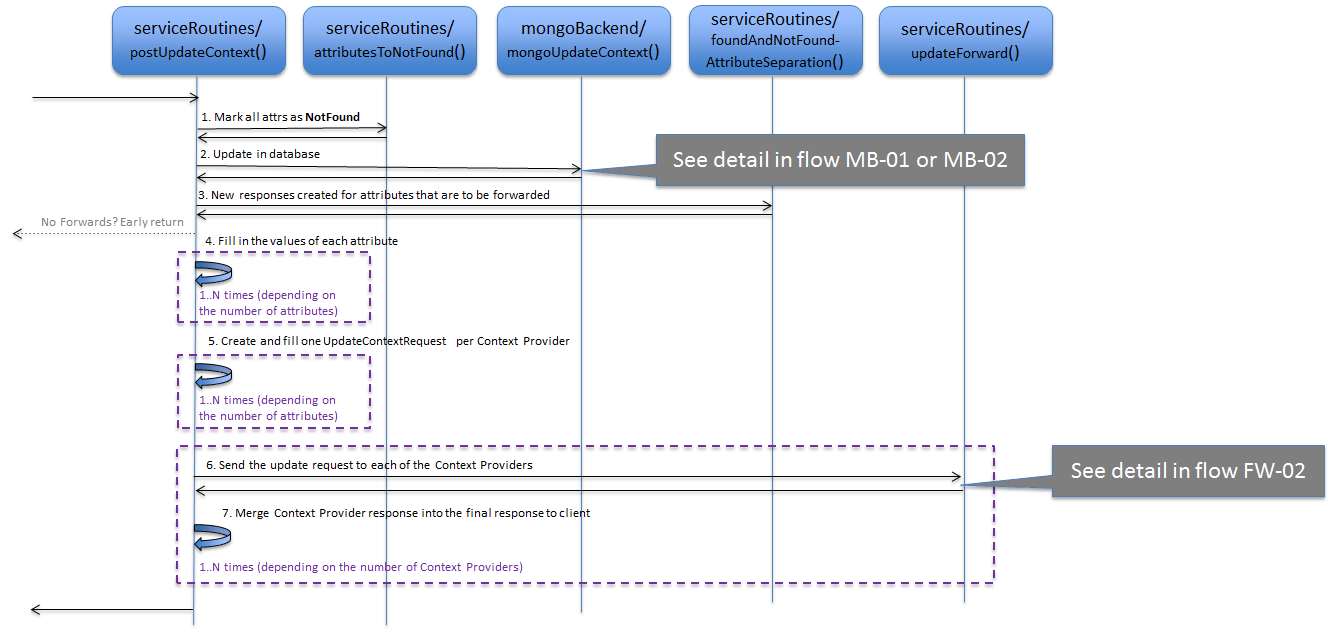 serviceRoutines/
postUpdateContext()
serviceRoutines/
attributesToNotFound()
mongoBackend/
mongoUpdateContext()
serviceRoutines/
foundAndNotFound-
AttributeSeparation()
serviceRoutines/
updateForward()
1. Mark all attrs as NotFound
2. Update in database
See detail in flow MB-01 or MB-02
3. New responses created for attributes that are to be forwarded
No Forwards? Early return
4. Fill in the values of each attribute
1..N times (depending on
the number of attributes)
5. Create and fill one UpdateContextRequest per Context Provider
1..N times (depending on
the number of attributes)
6. Send the update request to each of the Context Providers
See detail in flow FW-02
7. Merge Context Provider response into the final response to client
1..N times (depending on the number of Context Providers)